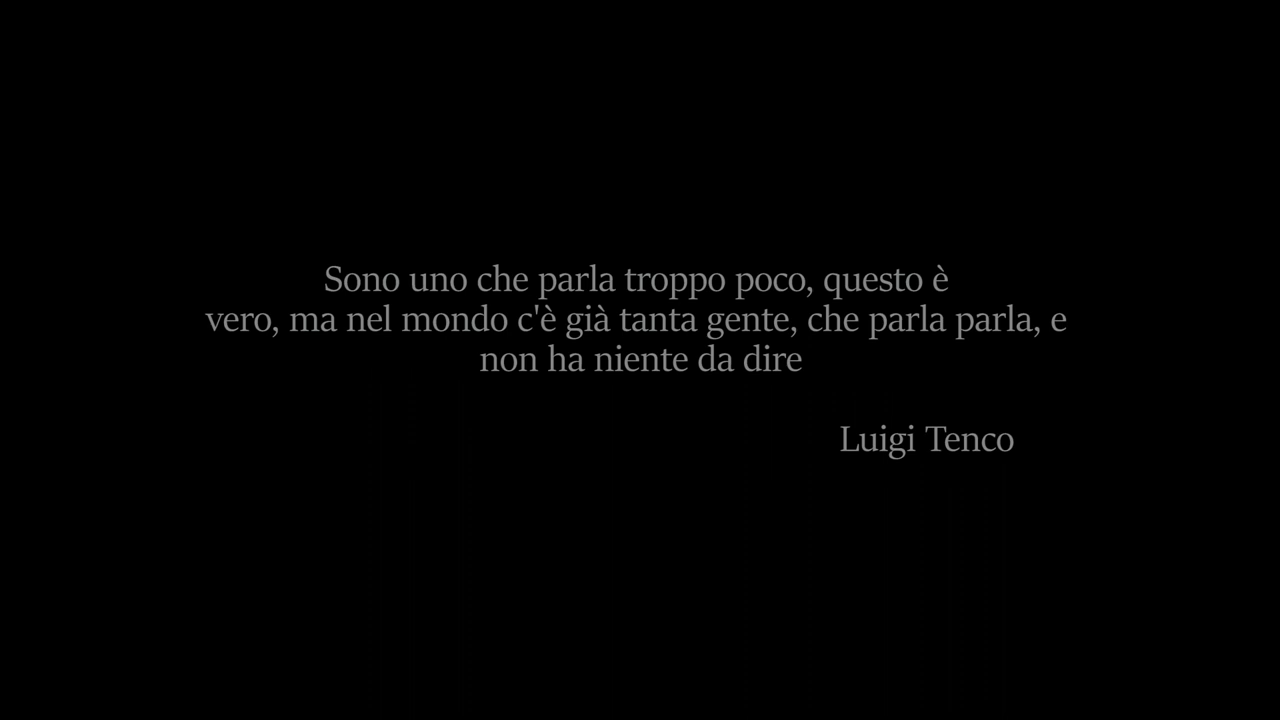 Sono uno che parla troppo poco, questo è
vero, ma nel mondo c'è già tanta gente, che parla parla, e
non ha niente da dire
Luigi Tenco